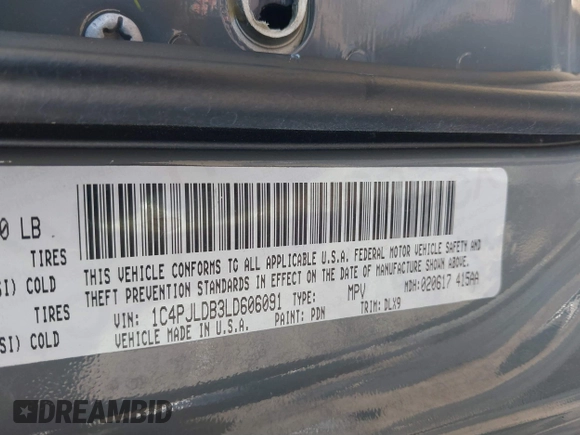 0 LB
TIRES
SI) COLD
TIRES
SI) COLD
THIS VEHICLE CONFORMS TO ALL APPLICABLE U.S.A. FEDERAL MOTOR VEHICLE SAFETY AND
THEFT PREVENTION STANDARDS IN EFFECT ON THE DATE OF MANUFACTURE SHOWN ABOVE.
VIN: 1C4PJLDB3LD606091 TYPE: MPV MDH:020617 415AA
VEHICLE MADE IN U.S.A. PAINT: PDN TRIM: DLX9
DREAMBID